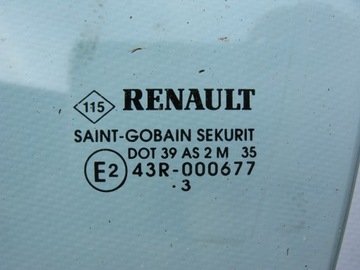 115 RENAULT
SAINT-GOBAIN SEKURIT
DOT 39 AS 2 M 35
E2 43R-000677
. 3